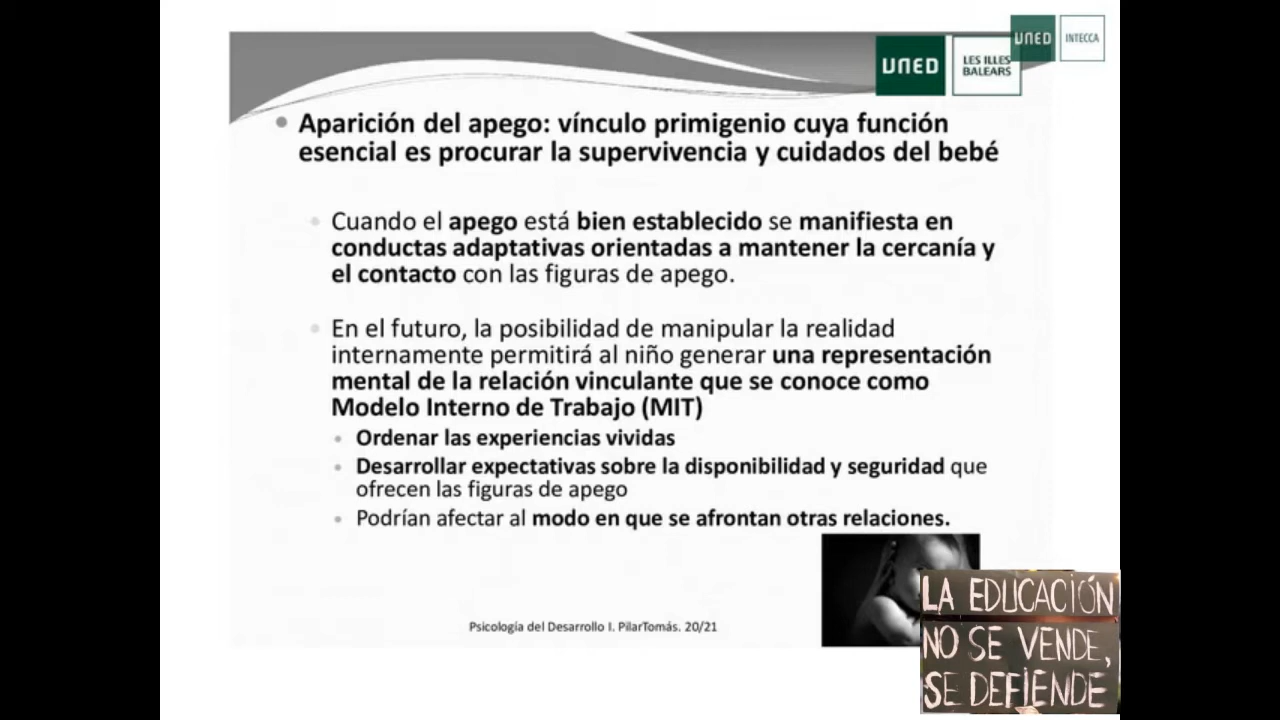 UNED
INTECCA
UNED
LES ILLES
BALEARS
Aparición del apego: vínculo primigenio cuya función
esencial es procurar la supervivencia y cuidados del bebé
Cuando el apego está bien establecido se manifiesta en
conductas adaptativas orientadas a mantener la cercanía y
el contacto con las figuras de apego.
En el futuro, la posibilidad de manipular la realidad
internamente permitirá al niño generar una representación
mental de la relación vinculante que se conoce como
Modelo Interno de Trabajo (MIT)
Ordenar las experiencias vividas
Desarrollar expectativas sobre la disponibilidad y seguridad que
ofrecen las figuras de apego
Podrían afectar al modo en que se afrontan otras relaciones.
Psicología del Desarrollo I. PilarTomás. 20/21
LA EDUCACIÓN
NO SE VENDE,
SE DEFIENDE